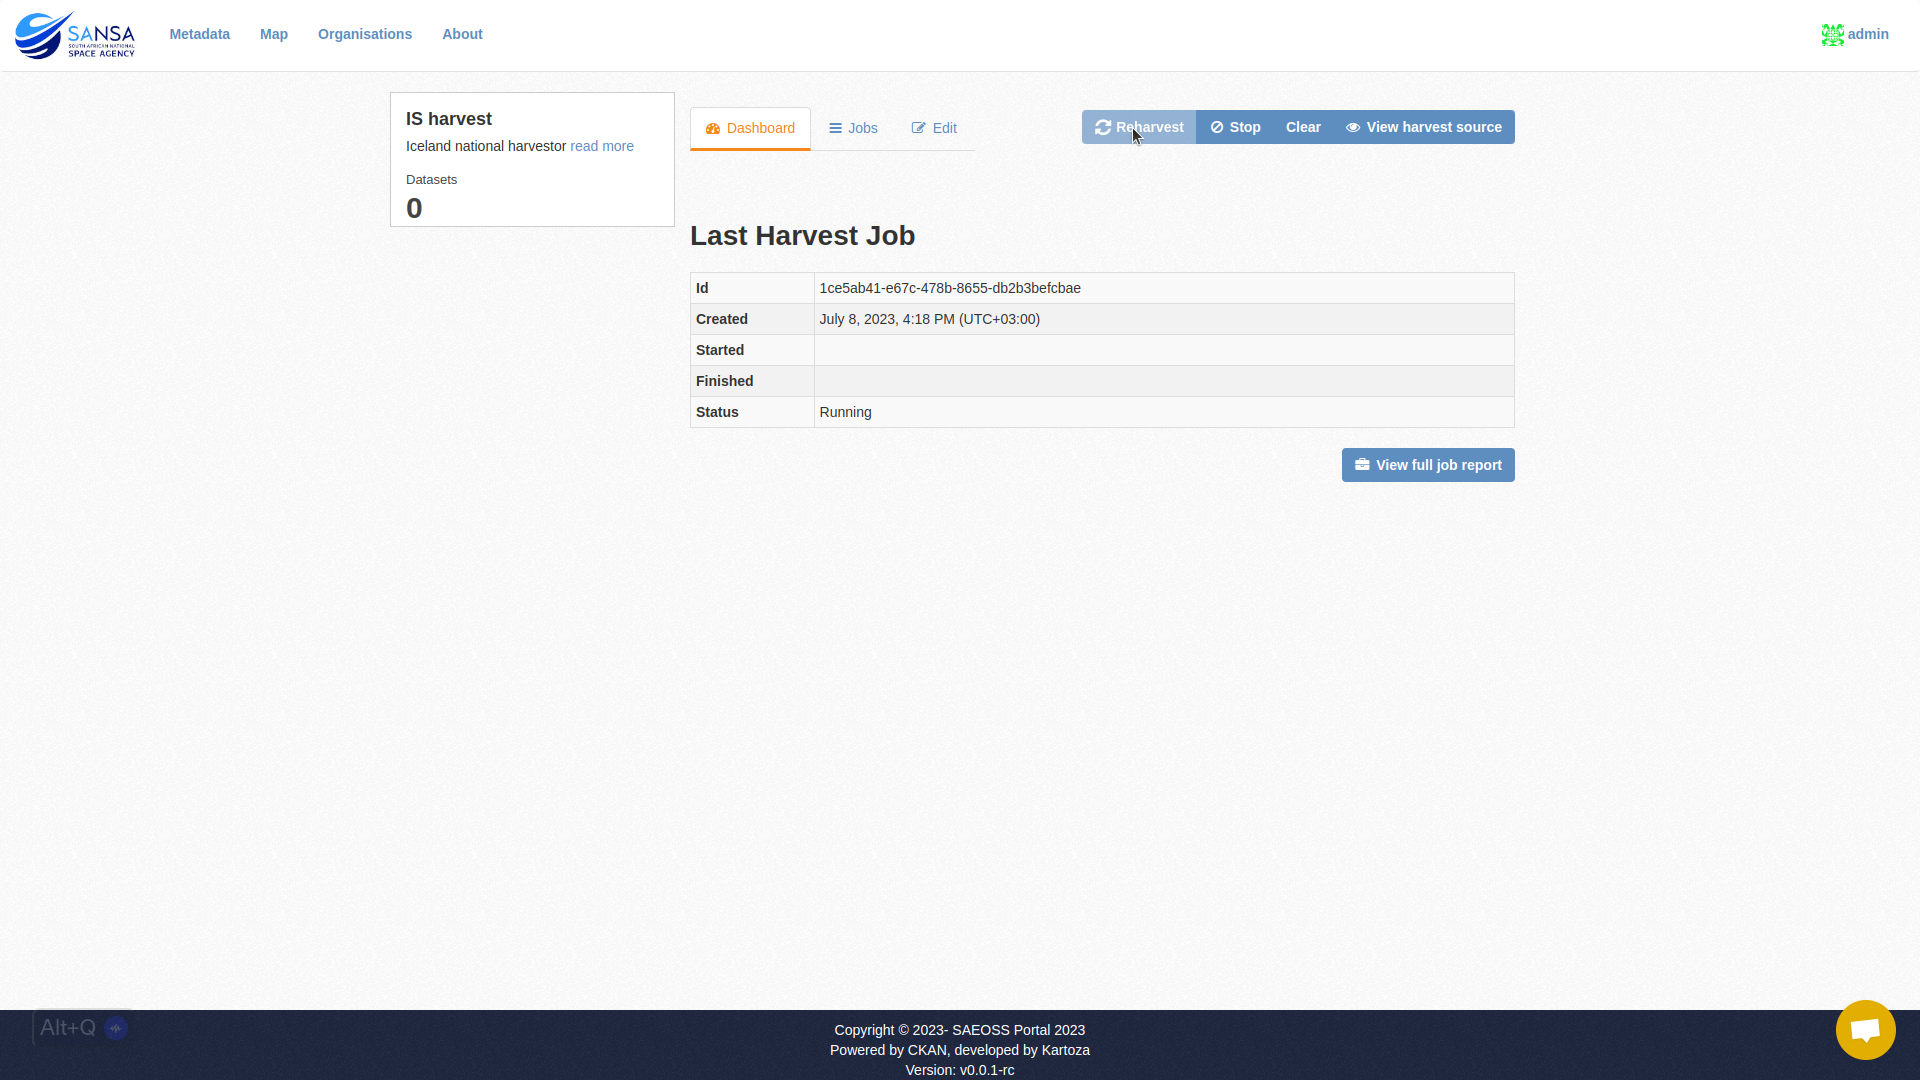 SANSA
SOUTH AFRICAN NATIONAL
SPACE AGENCY
Metadata
Map
Organisations
About
admin
IS harvest
Iceland national harvestor read more
Datasets
0
Dashboard
Jobs
Edit
Reharvest
Stop
Clear
View harvest source
Last Harvest Job
Id 1ce5ab41-e67c-478b-8655-db2b3befcbae
Created July 8, 2023, 4:18 PM (UTC+03:00)
Started
Finished
Status Running
View full job report
Alt+Q
Copyright © 2023- SAEOSS Portal 2023
Powered by CKAN, developed by Kartoza
Version: v0.0.1-rc